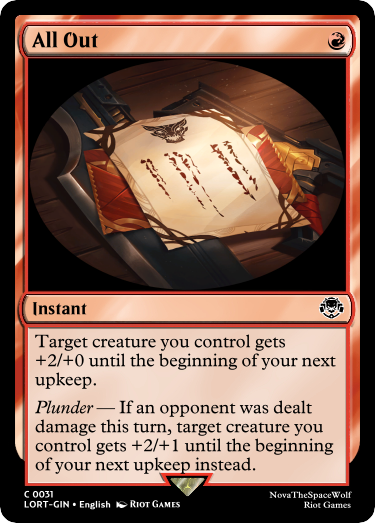 All Out
Instant
Target creature you control gets
+2/+0 until the beginning of your next
upkeep.
Plunder — If an opponent was dealt
damage this turn, target creature you
control gets +2/+1 until the beginning
of your next upkeep instead.
C 0031
LORT-GIN • English RIOT GAMES
NovaTheSpaceWolf
Riot Games